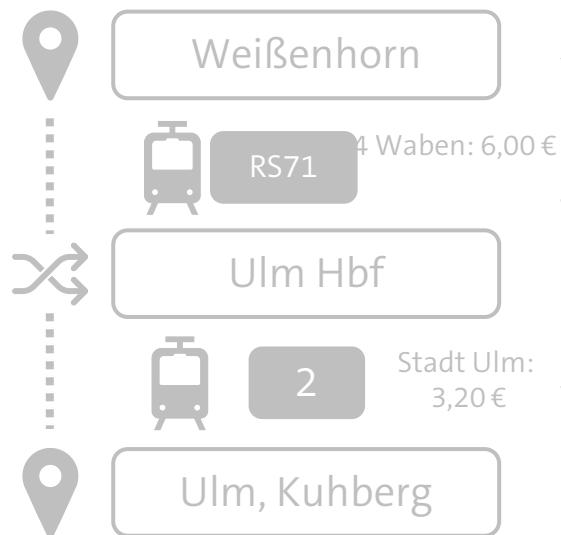 Weißenhorn
RS71
4 Waben: 6,00 €
Ulm Hbf
2
Stadt Ulm:
3,20 €
Ulm, Kuhberg